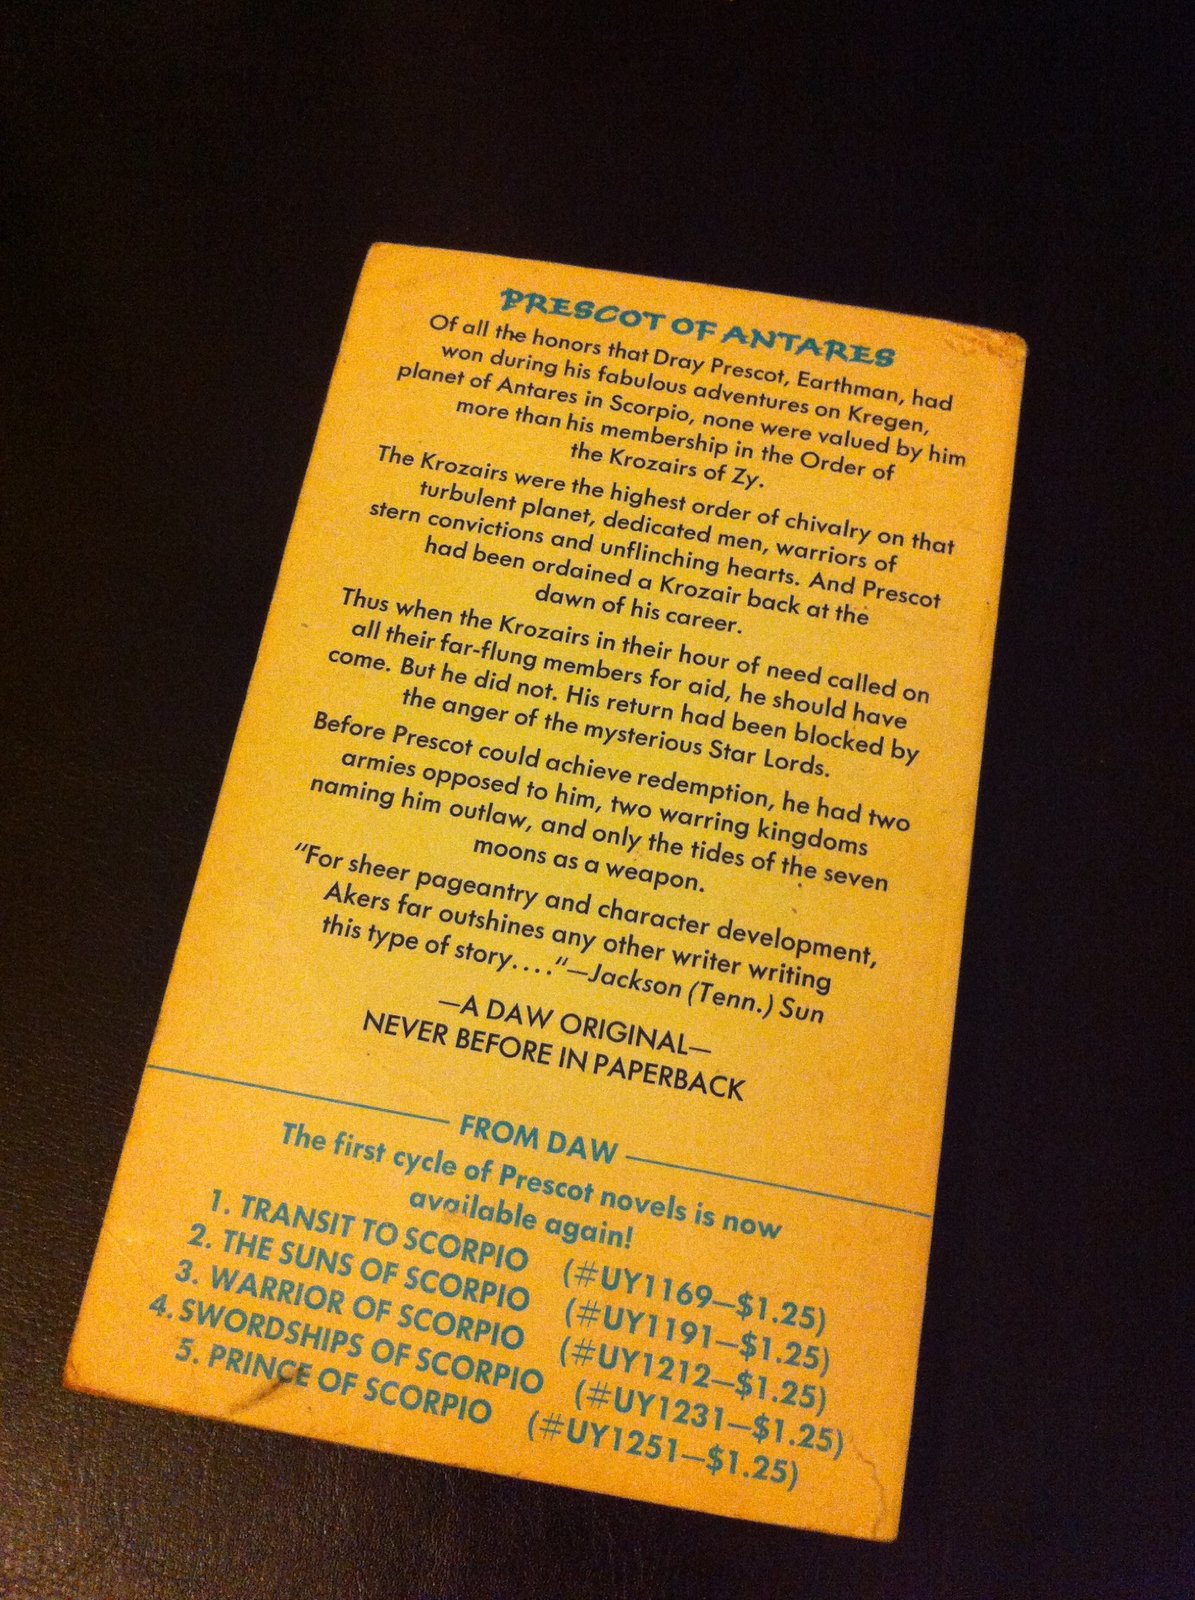 PRESCOT OF ANTARES
Of all the honors that Dray Prescot, Earthman, had
won during his fabulous adventures on Kregen,
planet of Antares in Scorpio, none were valued by him
more than his membership in the Order of
the Krozairs of Zy.
The Krozairs were the highest order of chivalry on that
turbulent planet, dedicated men, warriors of
stern convictions and unflinching hearts. And Prescot
had been ordained a Krozair back at the
dawn of his career.
Thus when the Krozairs in their hour of need called on
all their far-flung members for aid, he should have
come. But he did not. His return had been blocked by
the anger of the mysterious Star Lords.
Before Prescot could achieve redemption, he had two
armies opposed to him, two warring kingdoms
naming him outlaw, and only the tides of the seven
moons as a weapon.
“For sheer pageantry and character development,
Akers far outshines any other writer writing
this type of story....”—Jackson (Tenn.) Sun
—A DAW ORIGINAL—
NEVER BEFORE IN PAPERBACK
FROM DAW
The first cycle of Prescot novels is now
available again!
1. TRANSIT TO SCORPIO (#UY1169—$1.25)
2. THE SUNS OF SCORPIO (#UY1191—$1.25)
3. WARRIOR OF SCORPIO (#UY1212—$1.25)
4. SWORDSHIPS OF SCORPIO (#UY1231—$1.25)
5. PRINCE OF SCORPIO (#UY1251—$1.25)